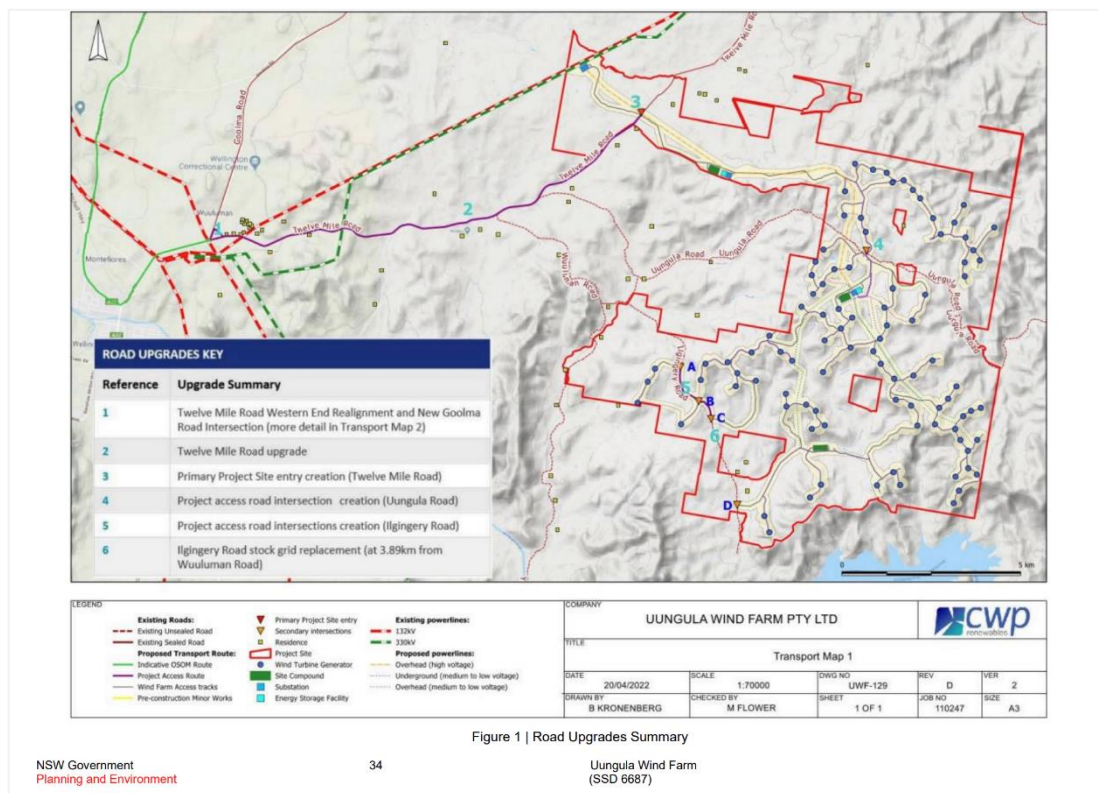 Twelve Mile Road
Goolma Road
3
Wellington
Correctional Centre
Twelve Mile Road
2
Wuuluman
1
Twelve Mile Road
4
Montefiores
Uungula Road
Uungula Road
Wuuluman Road
Uungula Road
Ilgingery Road
A
5
B
C
6
D
0
5 km
ROAD UPGRADES KEY
Reference Upgrade Summary
1 Twelve Mile Road Western End Realignment and New Goolma
Road Intersection (more detail in Transport Map 2)
2 Twelve Mile Road upgrade
3 Primary Project Site entry creation (Twelve Mile Road)
4 Project access road intersection creation (Uungula Road)
5 Project access road intersections creation (Ilgingery Road)
6 Ilgingery Road stock grid replacement (at 3.89km from
Wuuluman Road)
LEGEND
Existing Roads:
Existing Unsealed Road
Existing Sealed Road
Proposed Transport Route:
Indicative OSOM Route
Project Access Route
Wind Farm Access tracks
Pre-construction Minor Works
Primary Project Site entry
Secondary intersections
Residence
Project Site
Wind Turbine Generator
Site Compound
Substation
Energy Storage Facility
Existing powerlines:
132kV
330kV
Proposed powerlines:
Overhead (high voltage)
Underground (medium to low voltage)
Overhead (medium to low voltage)
COMPANY
UUNGULA WIND FARM PTY LTD
CWP
renewables
TITLE
Transport Map 1
DATE
20/04/2022
SCALE
1:70000
DWG NO
UWF-129
REV
D
VER
2
DRAWN BY
B KRONENBERG
CHECKED BY
M FLOWER
SHEET
1 OF 1
JOB NO
110247
SIZE
A3
Figure 1 | Road Upgrades Summary
NSW Government 34 Uungula Wind Farm
Planning and Environment (SSD 6687)